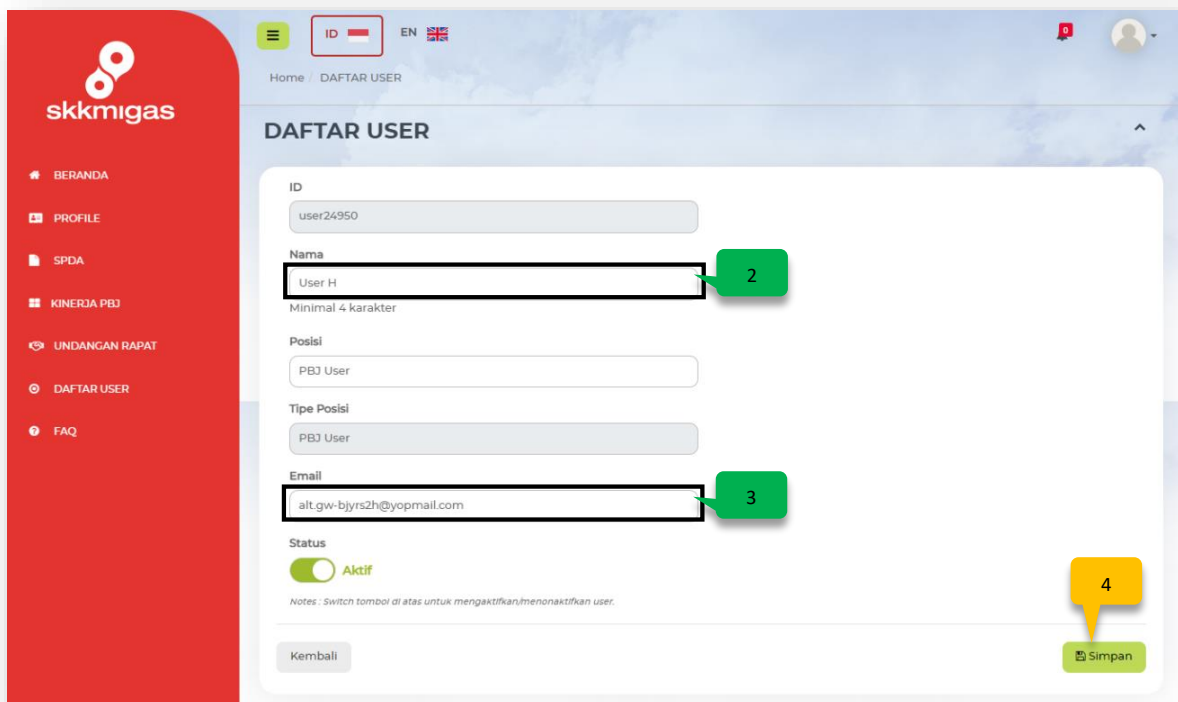 skkmigas
BERANDA
PROFILE
SPDA
KINERJA PBJ
UNDANGAN RAPAT
DAFTAR USER
FAQ
ID
EN
0
Home / DAFTAR USER
DAFTAR USER
ID
user24950
Nama
User H
2
Minimal 4 karakter
Posisi
PBJ User
Tipe Posisi
PBJ User
Email
alt.gw-bjyrs2h@yopmail.com
3
Status
Aktif
Notes : Switch tombol di atas untuk mengaktifkan/menonaktifkan user.
4
Kembali
Simpan